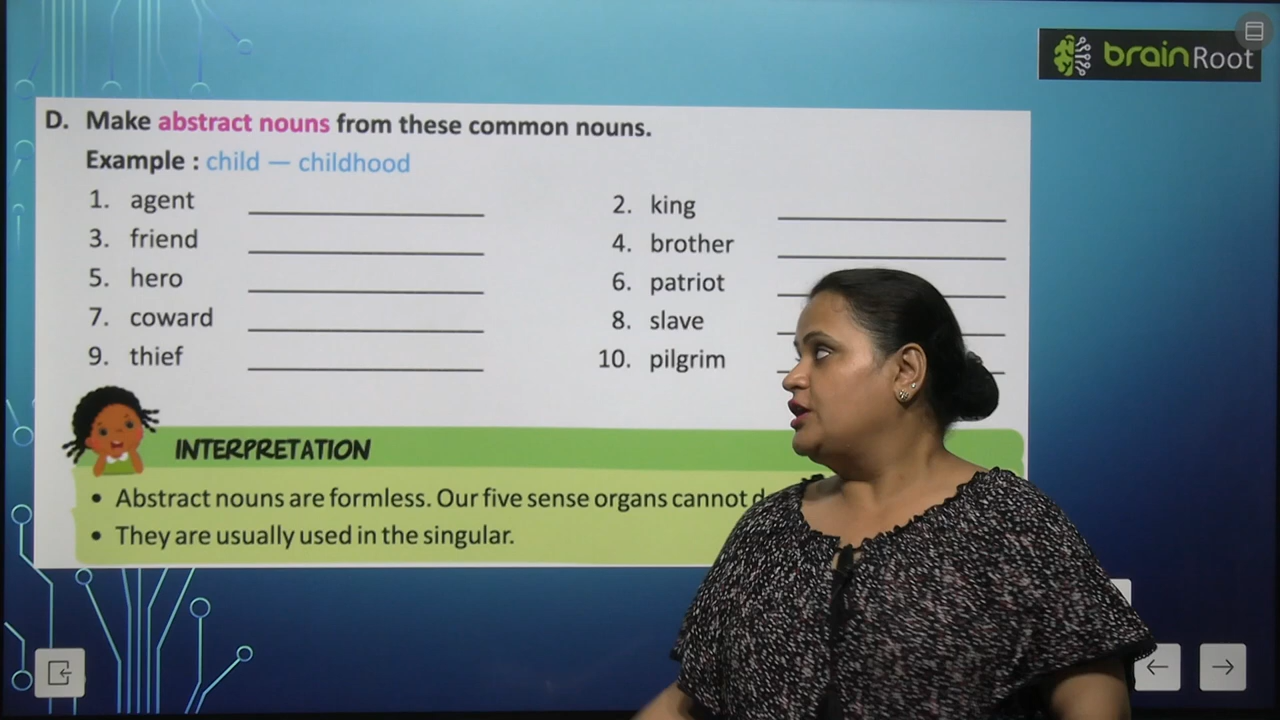 brainRoot
D. Make abstract nouns from these common nouns.
Example : child — childhood
1. agent
2. king
3. friend
4. brother
5. hero
6. patriot
7. coward
8. slave
9. thief
10. pilgrim
INTERPRETATION
• Abstract nouns are formless. Our five sense organs cannot
• They are usually used in the singular.